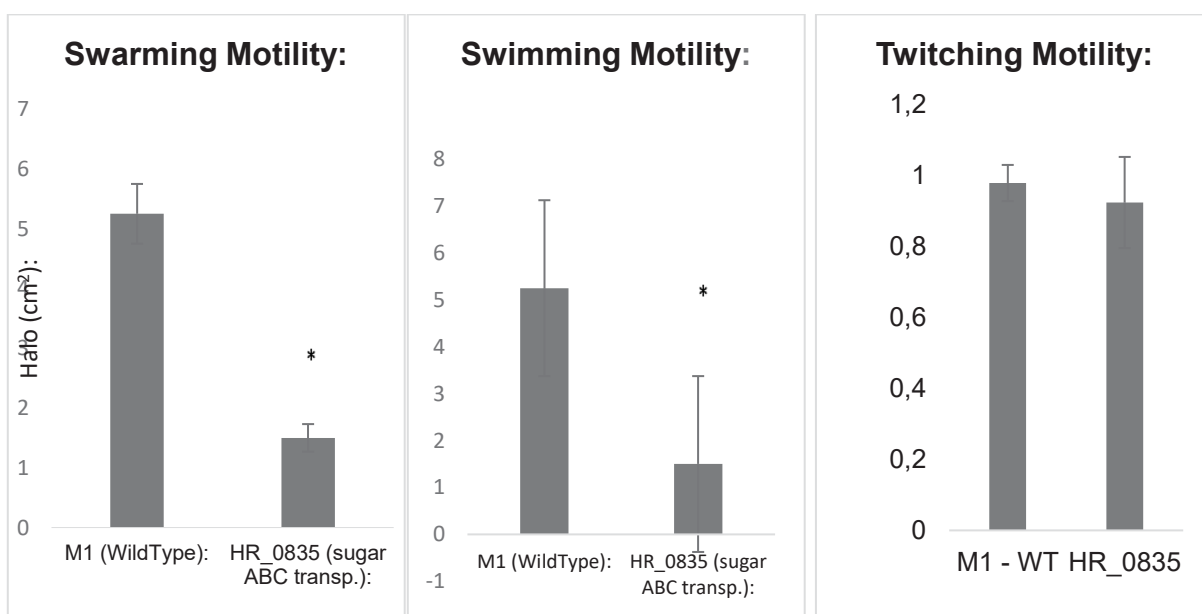 Swarming Motility:
7
6
5
4
3
2
1
0
Halo (cm²):
*
M1 (WildType):
HR_0835 (sugar
ABC transp.):
Swimming Motility:
8
7
6
5
4
3
2
1
0
-1
*
M1 (WildType):
HR_0835 (sugar
ABC transp.):
Twitching Motility:
1,2
1
0,8
0,6
0,4
0,2
0
M1 - WT
HR_0835